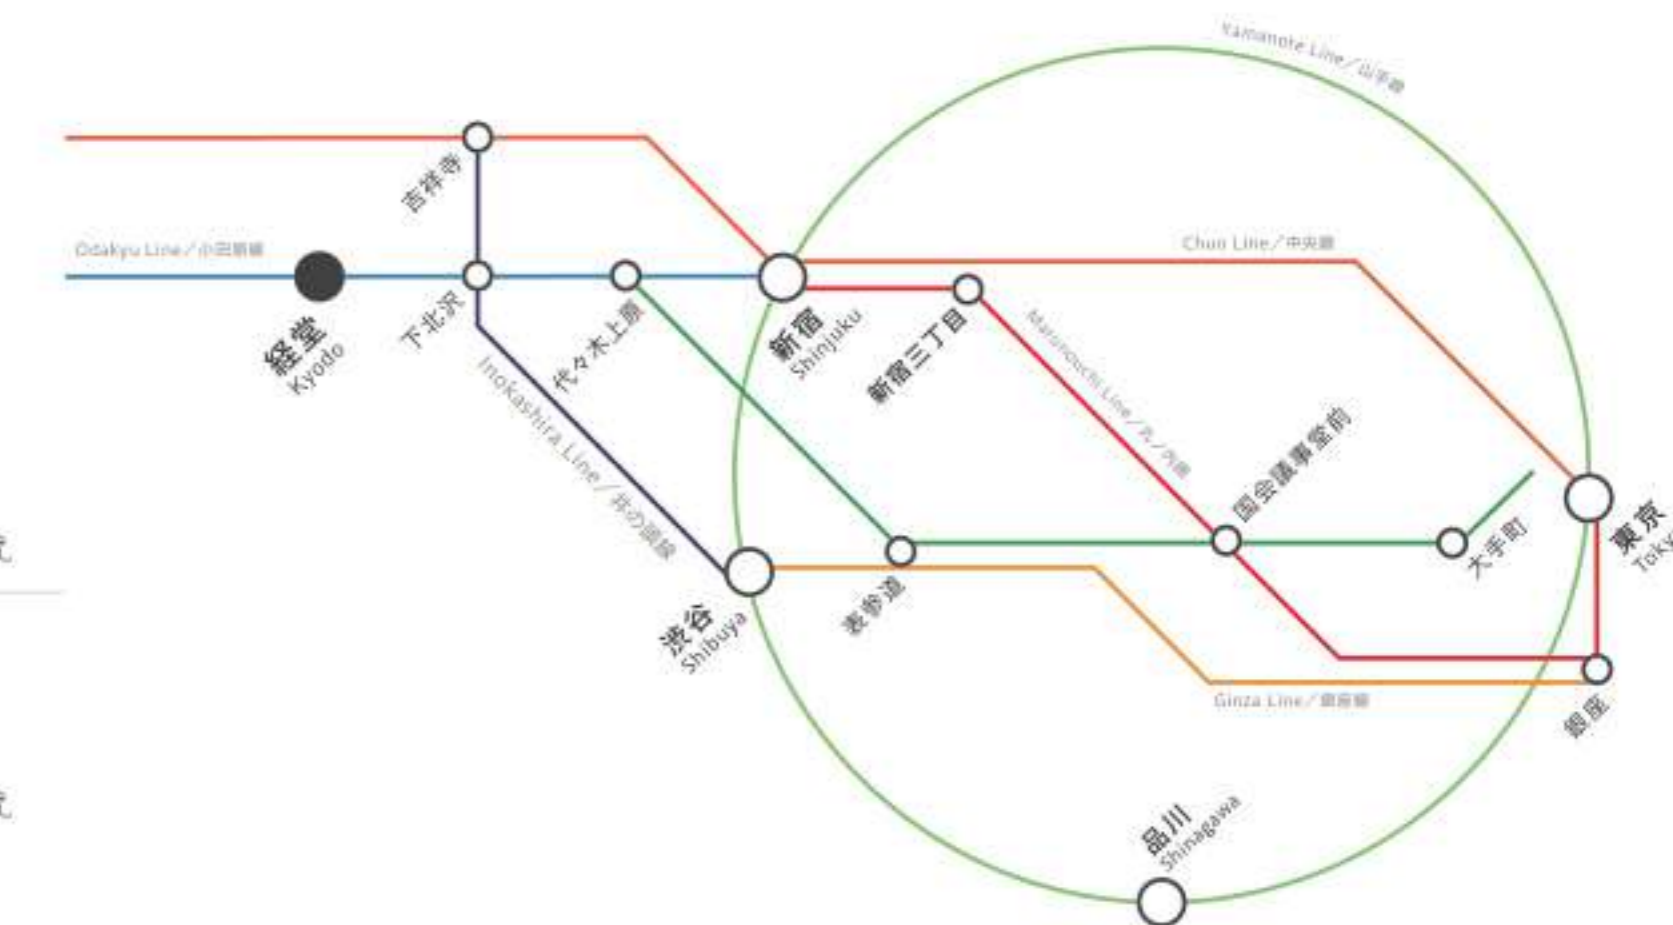 Yamanote Line／山手線
吉祥寺
Odakyu Line／小田原線
Chuo Line／中央線
経堂
Kyodo
下北沢
代々木上原
新宿
Shinjuku
新宿三丁目
Marunouchi Line／丸ノ内線
Inokashira Line／井の頭線
国会議事堂前
大手町
東京
渋谷
Shibuya
表参道
Ginza Line／銀座線
銀座
品川
Shinagawa